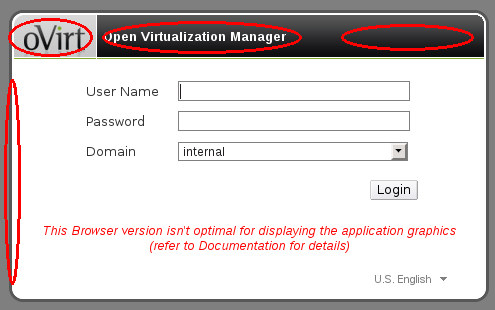 oVirt
Open Virtualization Manager
User Name
Password
Domain
internal
Login
This Browser version isn't optimal for displaying the application graphics
(refer to Documentation for details)
U.S. English